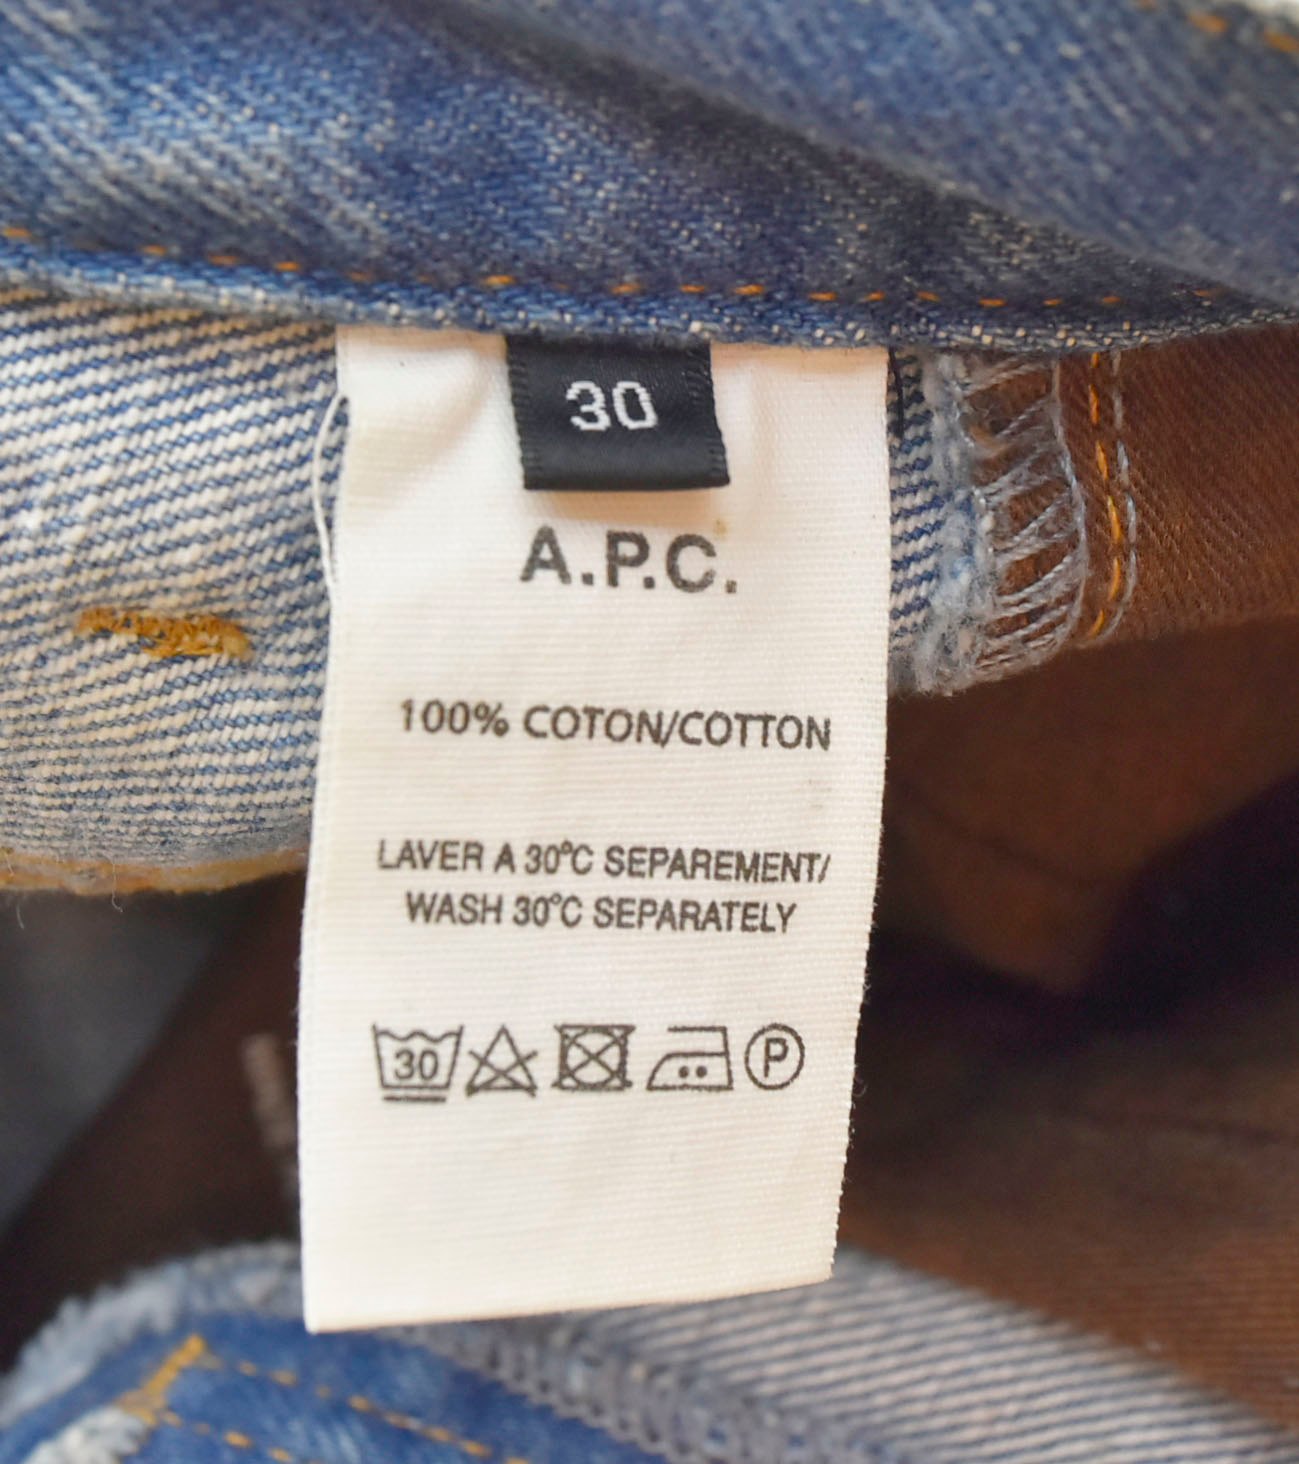 30
A.P.C.
100% COTON/COTTON
LAVER A 30°C SEPAREMENT/
WASH 30°C SEPARATELY
30 P